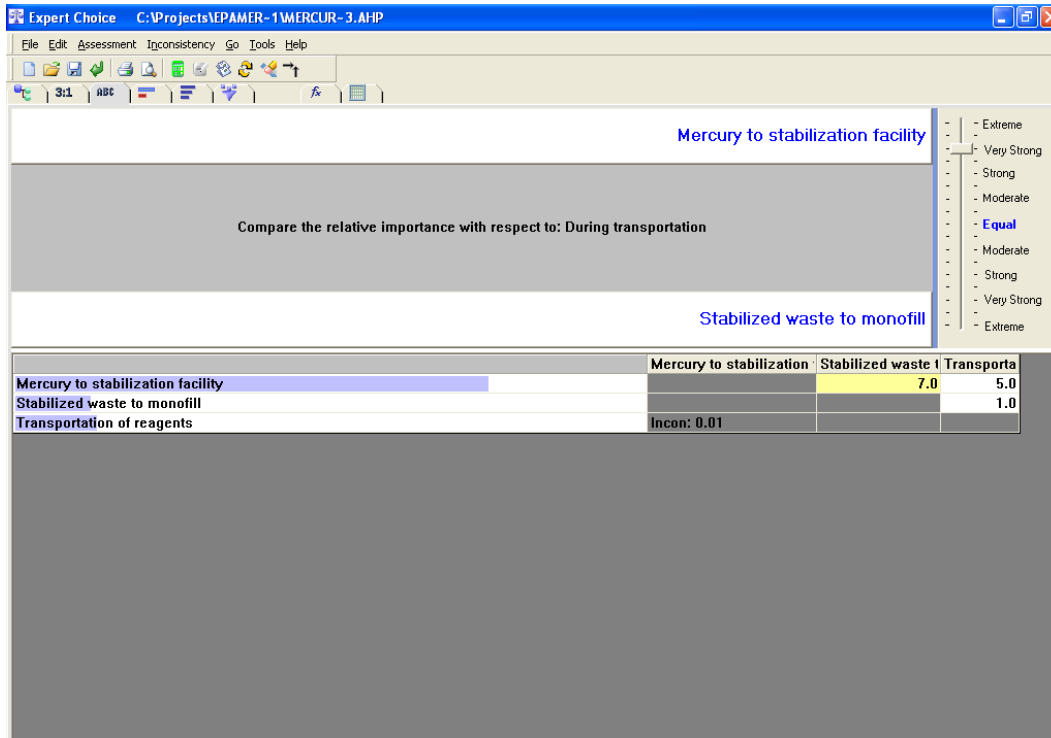 Expert Choice C:\Projects\EPAMER~1\MERCUR~3.AHP
File Edit Assessment Inconsistency Go Tools Help
3:1 ABC fx
Mercury to stabilization facility
Compare the relative importance with respect to: During transportation
Stabilized waste to monofill
Extreme
Very Strong
Strong
Moderate
Equal
Moderate
Strong
Very Strong
Extreme
Mercury to stabilization Stabilized waste t Transporta
Mercury to stabilization facility 7.0 5.0
Stabilized waste to monofill 1.0
Transportation of reagents Incon: 0.01